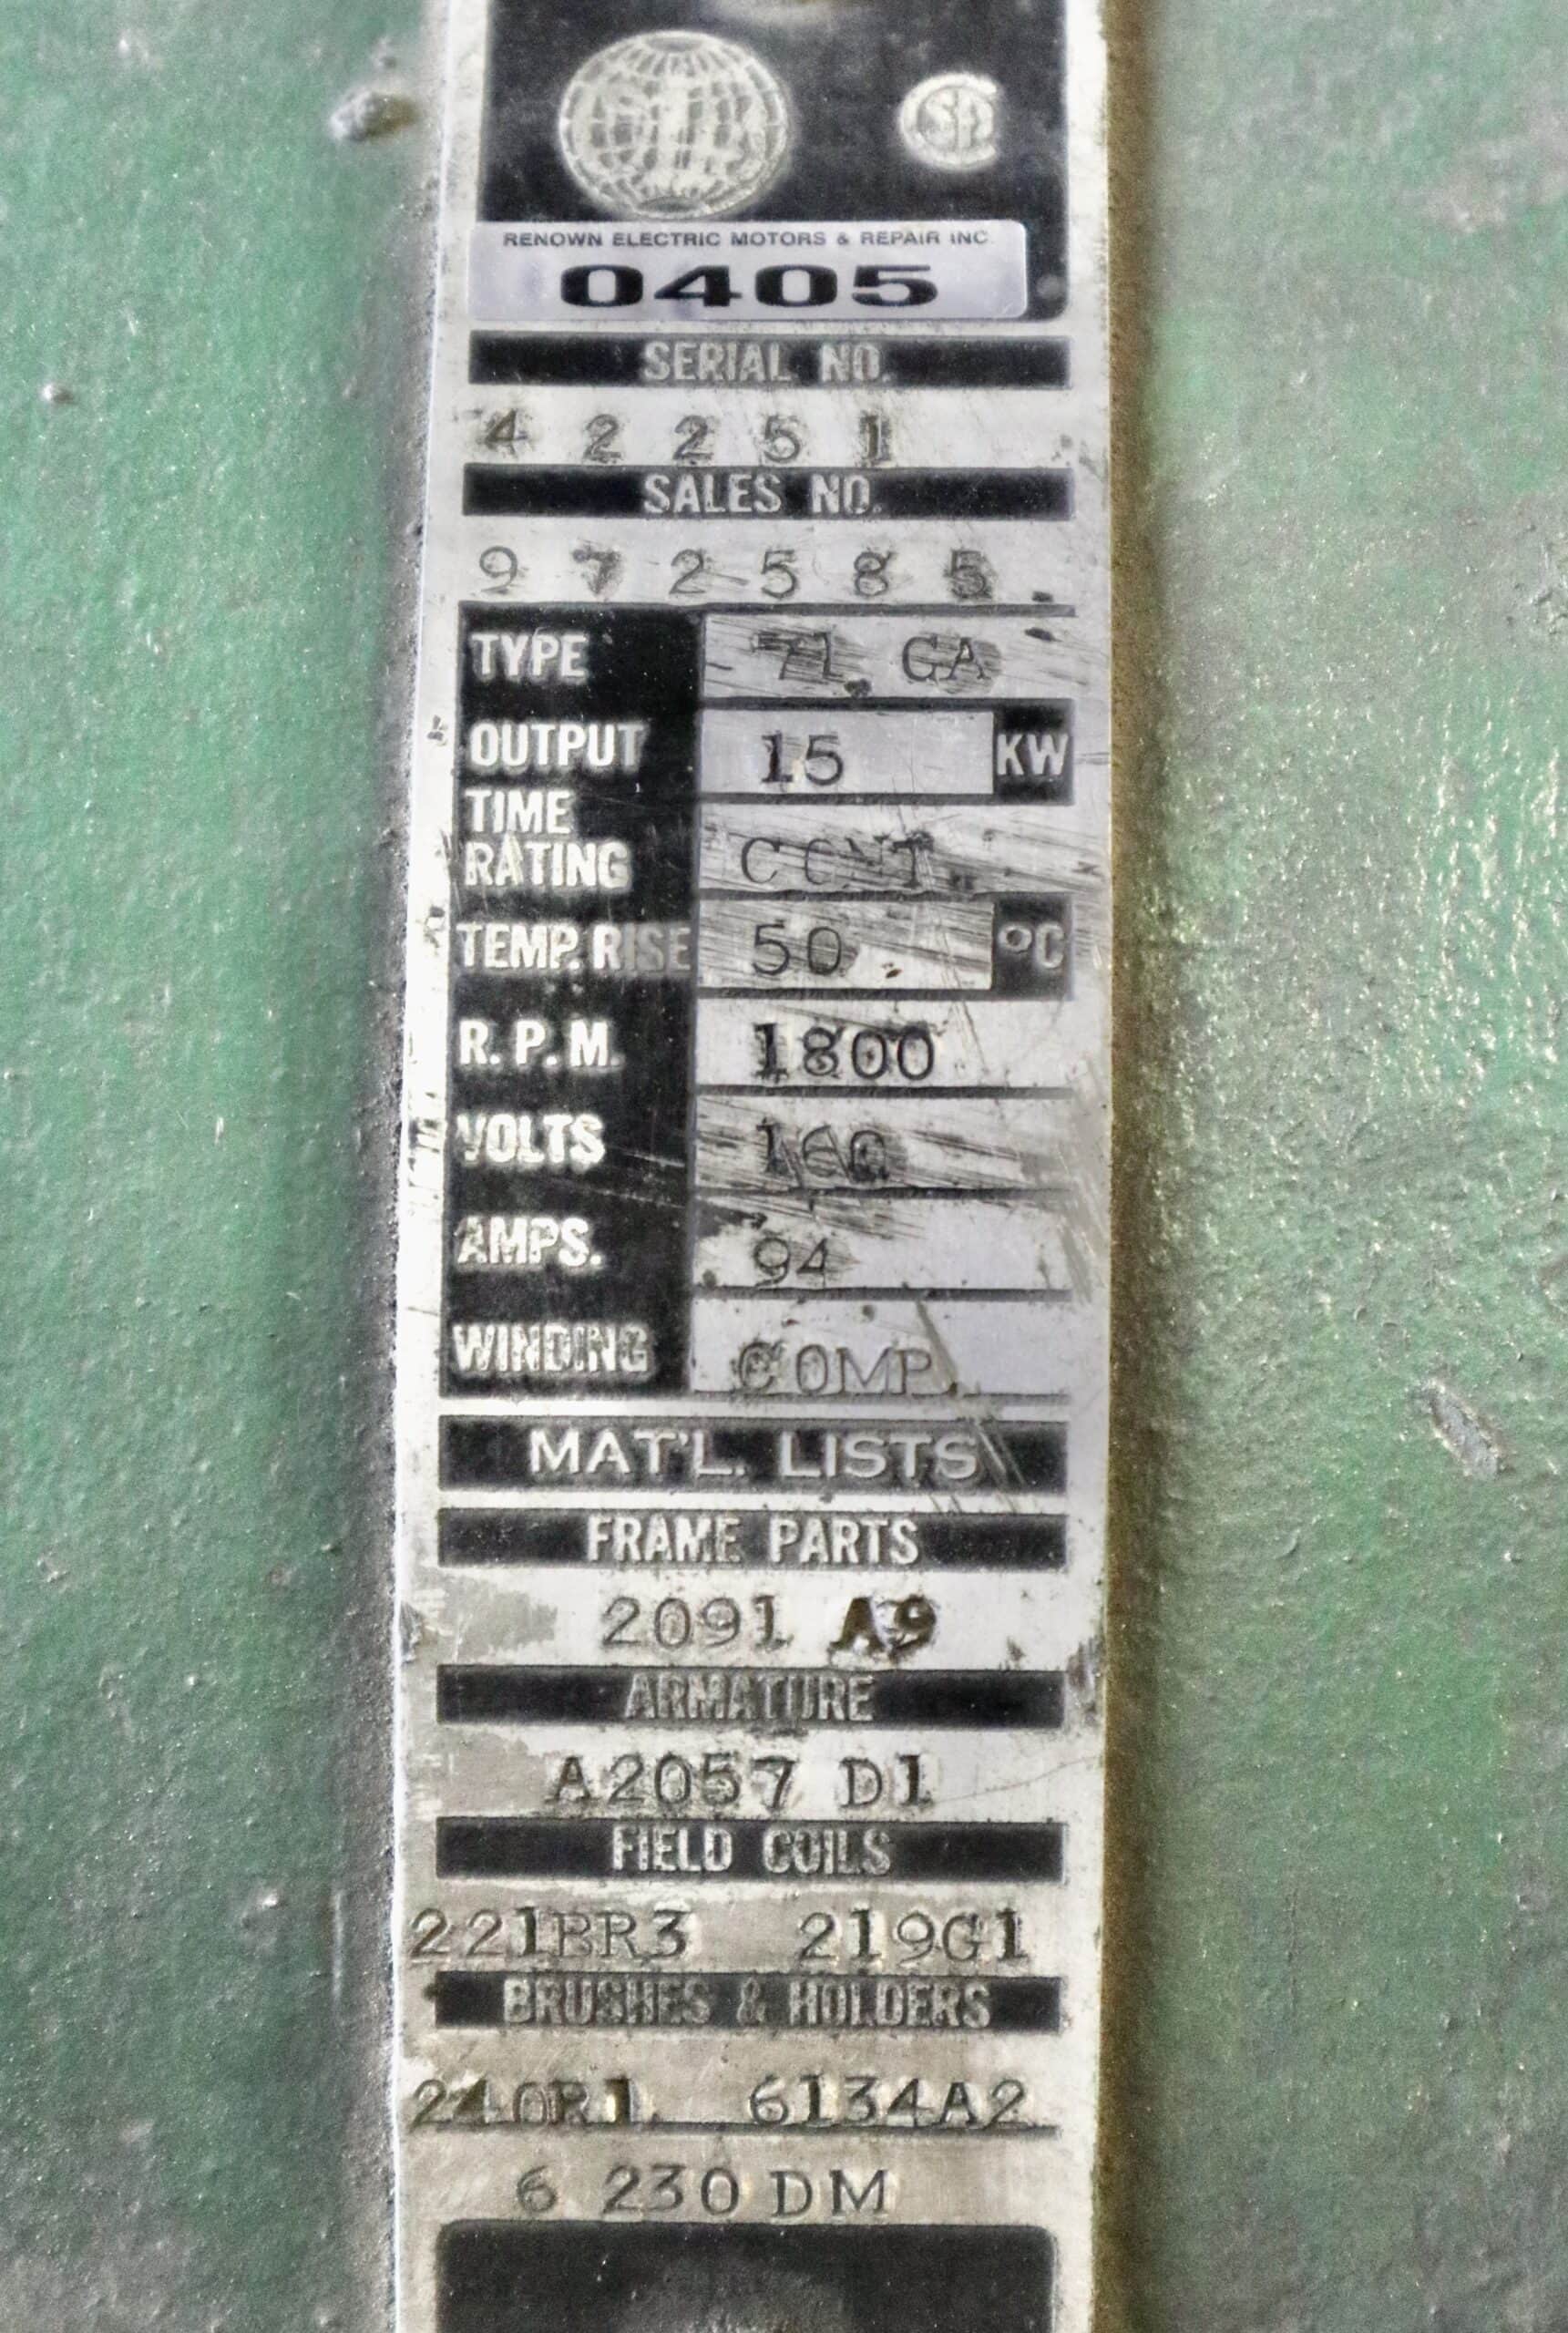 CSA
RENOWN ELECTRIC MOTORS & REPAIR INC.
0405
SERIAL NO.
42251
SALES NO.
972585
TYPE 71 GA
OUTPUT 15 KW
TIME
RATING CONT.
TEMP. RISE 50 °C
R.P.M. 1800
VOLTS 160
AMPS. 94
WINDING COMP.
MAT'L. LISTS
FRAME PARTS
2091 A9
ARMATURE
A2057 D1
FIELD COILS
221BR3 219G1
BRUSHES & HOLDERS
6134A2
6 230 DM